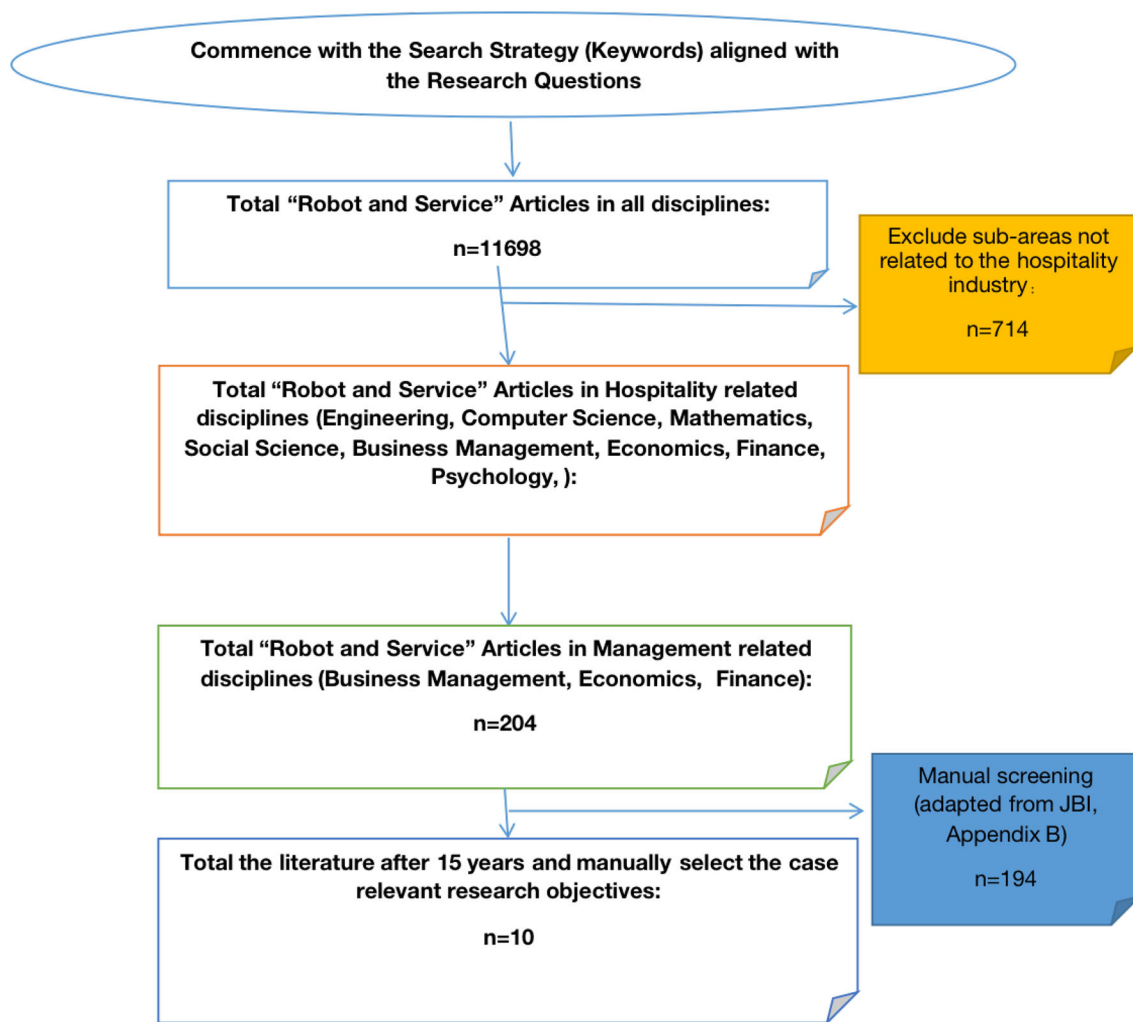 Commence with the Search Strategy (Keywords) aligned with
the Research Questions
Total “Robot and Service” Articles in all disciplines:
n=11698
Exclude sub-areas not
related to the hospitality
industry：
n=714
Total “Robot and Service” Articles in Hospitality related
disciplines (Engineering, Computer Science, Mathematics,
Social Science, Business Management, Economics, Finance,
Psychology, ):
Total “Robot and Service” Articles in Management related
disciplines (Business Management, Economics, Finance):
n=204
Manual screening
(adapted from JBI,
Appendix B)
n=194
Total the literature after 15 years and manually select the case
relevant research objectives:
n=10